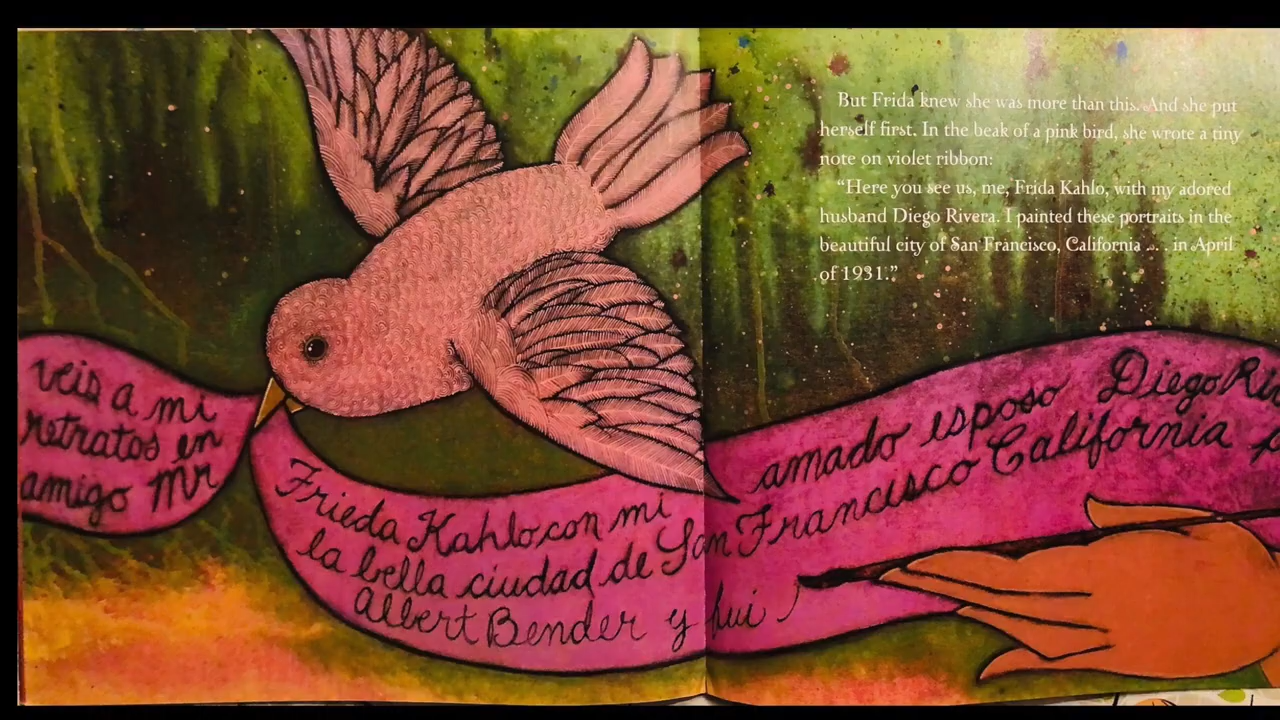 But Frida knew she was more than this. And she put
herself first. In the beak of a pink bird, she wrote a tiny
note on violet ribbon:
“Here you see us, me, Frida Kahlo, with my adored
husband Diego Rivera. I painted these portraits in the
beautiful city of San Francisco, California . . . in April
of 1931.”
veis a mi
retratos en
amigo Mr
Frieda Kahlo con mi amado esposo Diego
la bella ciudad de San Francisco California
Albert Bender y fui